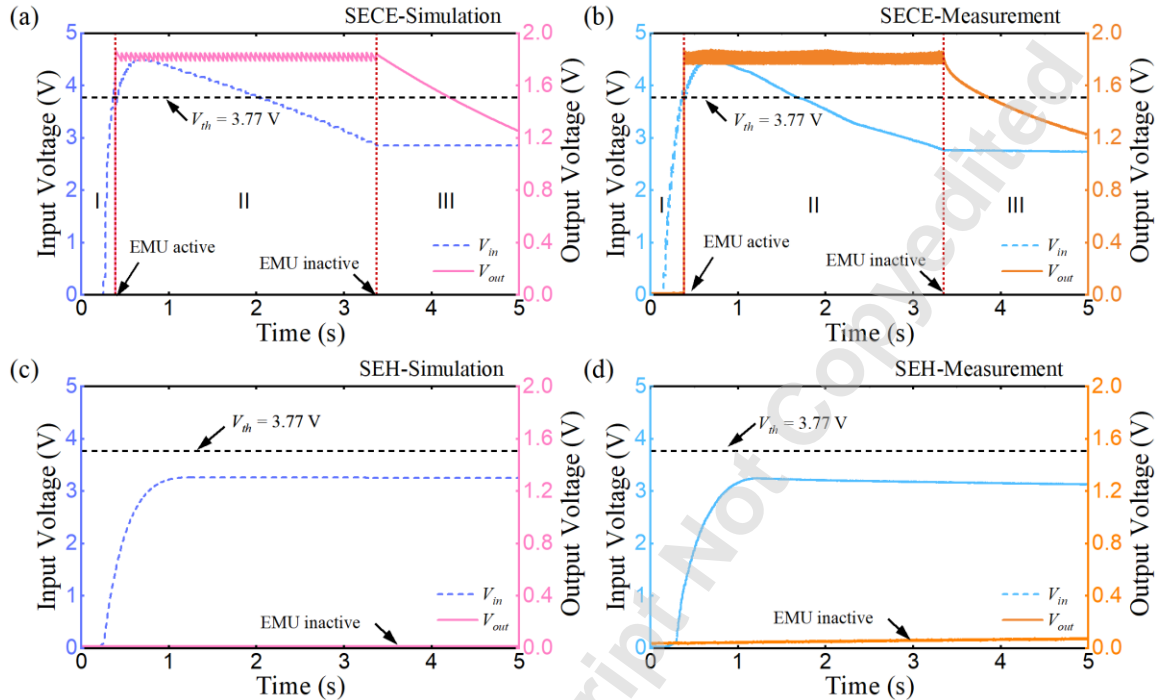 (a) SECE-Simulation
Input Voltage (V)
5
4
3
2
1
0
V_th = 3.77 V
I II III
EMU active
EMU inactive
V_in
V_out
2.0
1.6
1.2
0.8
0.4
0.0
Output Voltage (V)
0 1 2 3 4 5
Time (s)
(b) SECE-Measurement
Input Voltage (V)
5
4
3
2
1
0
V_th = 3.77 V
I II III
EMU active
EMU inactive
V_in
V_out
2.0
1.6
1.2
0.8
0.4
0.0
Output Voltage (V)
0 1 2 3 4 5
Time (s)
(c) SEH-Simulation
Input Voltage (V)
5
4
3
2
1
0
V_th = 3.77 V
EMU inactive
V_in
V_out
2.0
1.6
1.2
0.8
0.4
0.0
Output Voltage (V)
0 1 2 3 4 5
Time (s)
(d) SEH-Measurement
Input Voltage (V)
5
4
3
2
1
0
V_th = 3.77 V
EMU inactive
V_in
V_out
2.0
1.6
1.2
0.8
0.4
0.0
Output Voltage (V)
0 1 2 3 4 5
Time (s)
ript Not Copyedited